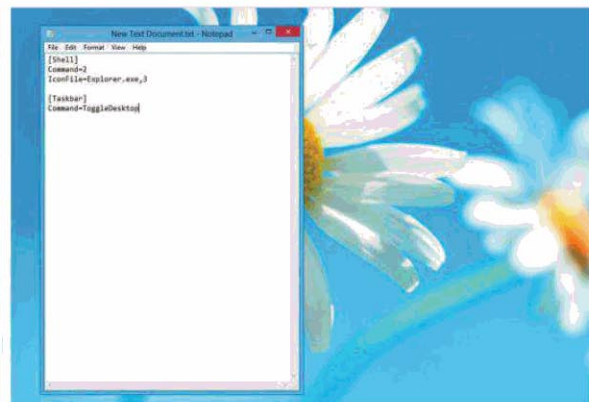 New Text Document.txt - Notepad
File Edit Format View Help
[Shell]
Command=2
IconFile=Explorer.exe,3

[Taskbar]
Command=ToggleDesktop